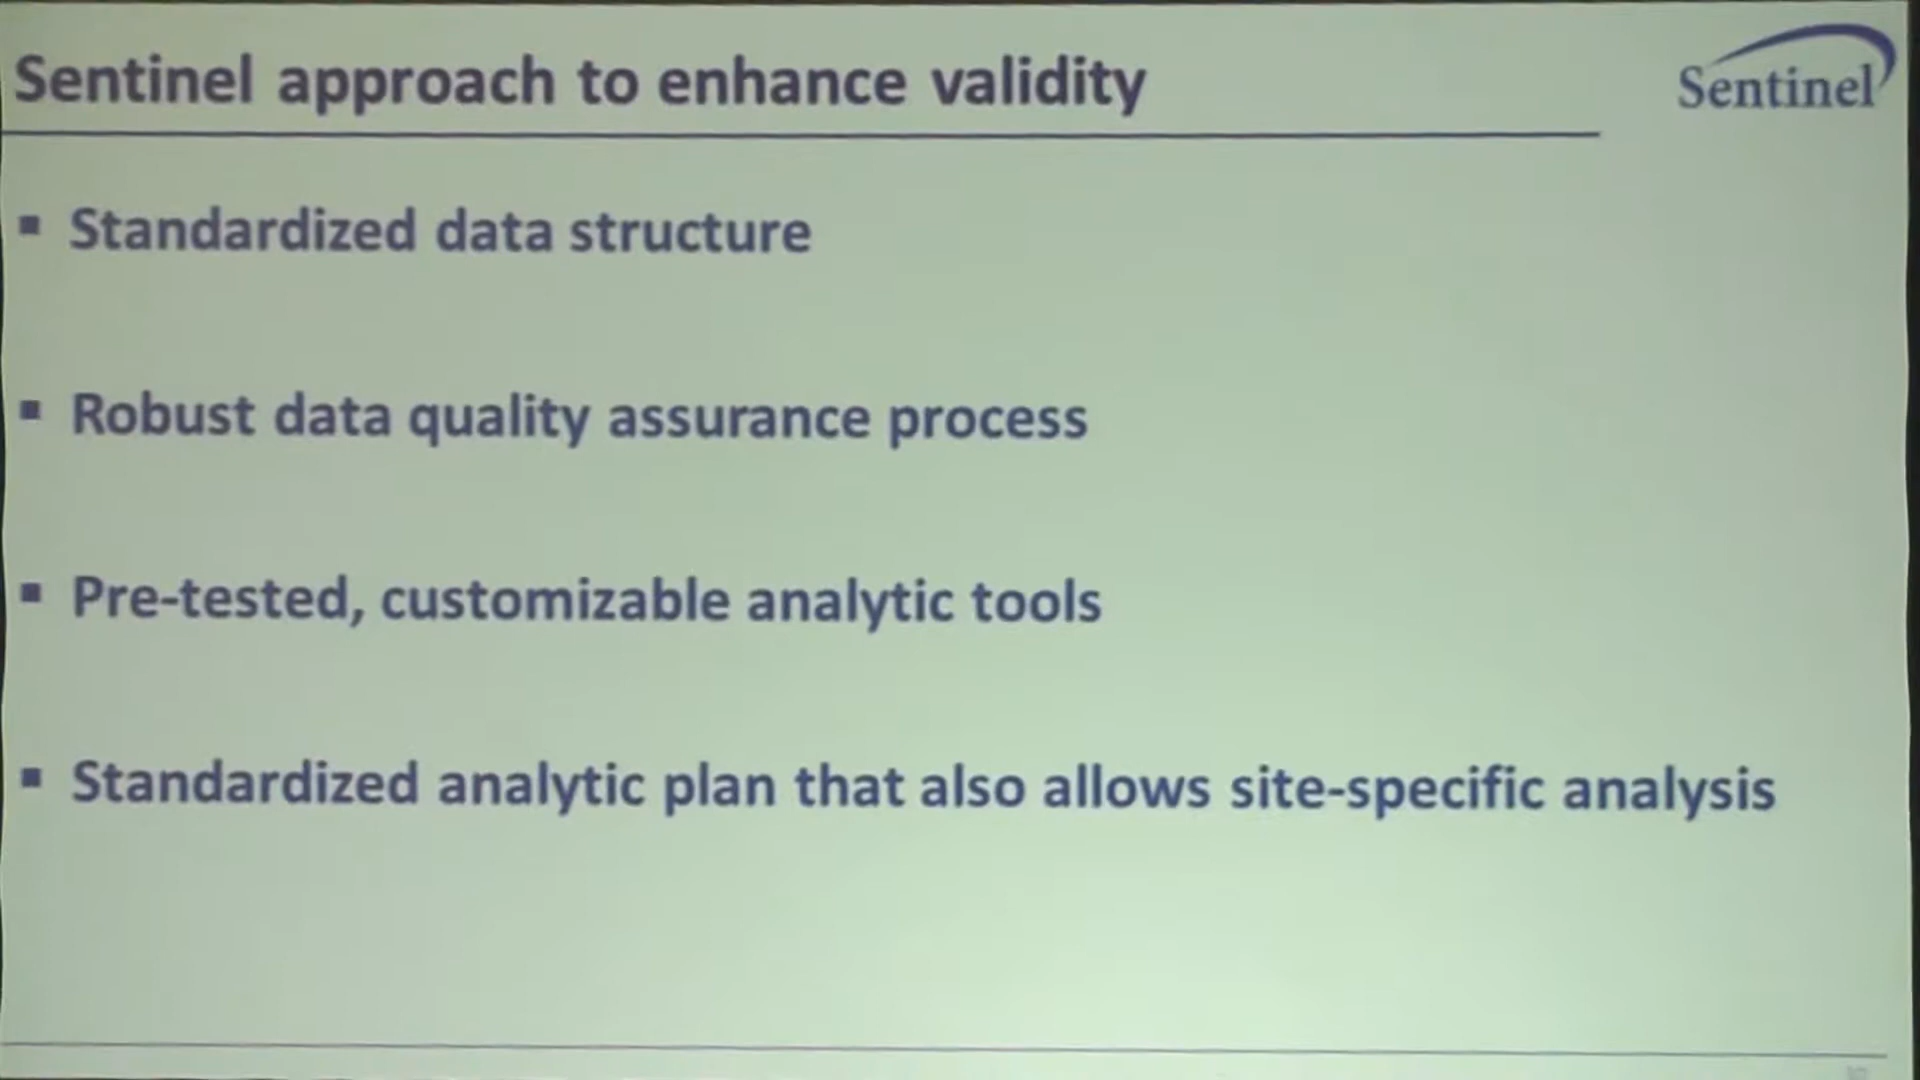 Sentinel approach to enhance validity
Sentinel
▪ Standardized data structure
▪ Robust data quality assurance process
▪ Pre-tested, customizable analytic tools
▪ Standardized analytic plan that also allows site-specific analysis